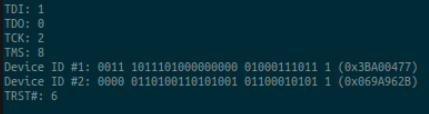 TDI: 1
TDO: 0
TCK: 2
TMS: 8
Device ID #1: 0011 1011101000000000 01000111011 1 (0x3BA00477)
Device ID #2: 0000 0110100110101001 01100010101 1 (0x069A962B)
TRST#: 6